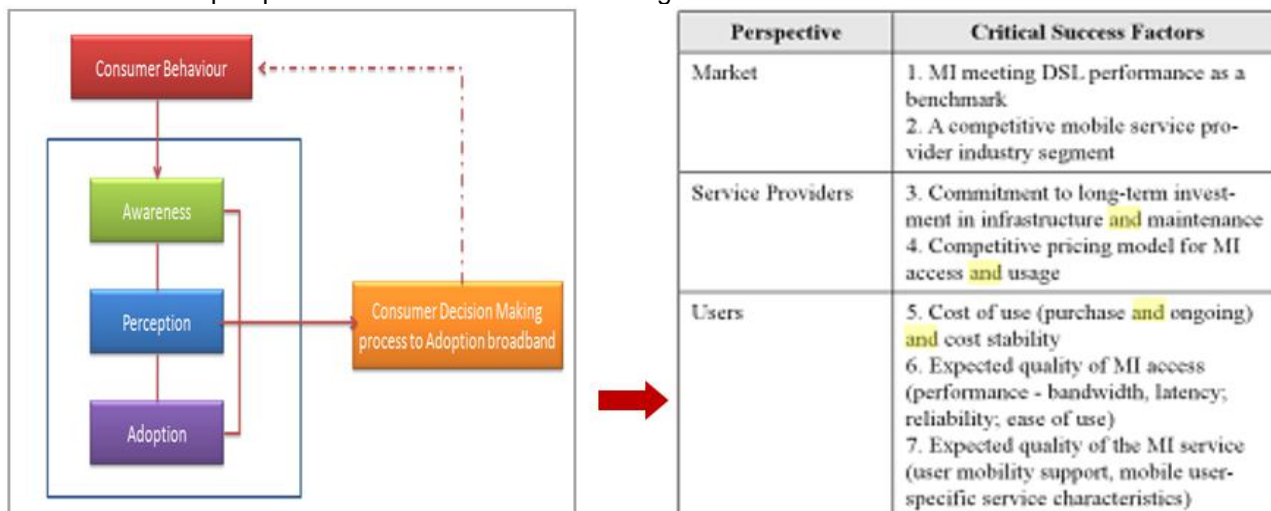 Consumer Behaviour
Awareness
Perception
Adoption
Consumer Decision Making
process to Adoption broadband
Perspective Critical Success Factors
Market 1. MI meeting DSL performance as a
benchmark
2. A competitive mobile service pro-
vider industry segment
Service Providers 3. Commitment to long-term invest-
ment in infrastructure and maintenance
4. Competitive pricing model for MI
access and usage
Users 5. Cost of use (purchase and ongoing)
and cost stability
6. Expected quality of MI access
(performance - bandwidth, latency;
reliability; ease of use)
7. Expected quality of the MI service
(user mobility support, mobile user-
specific service characteristics)